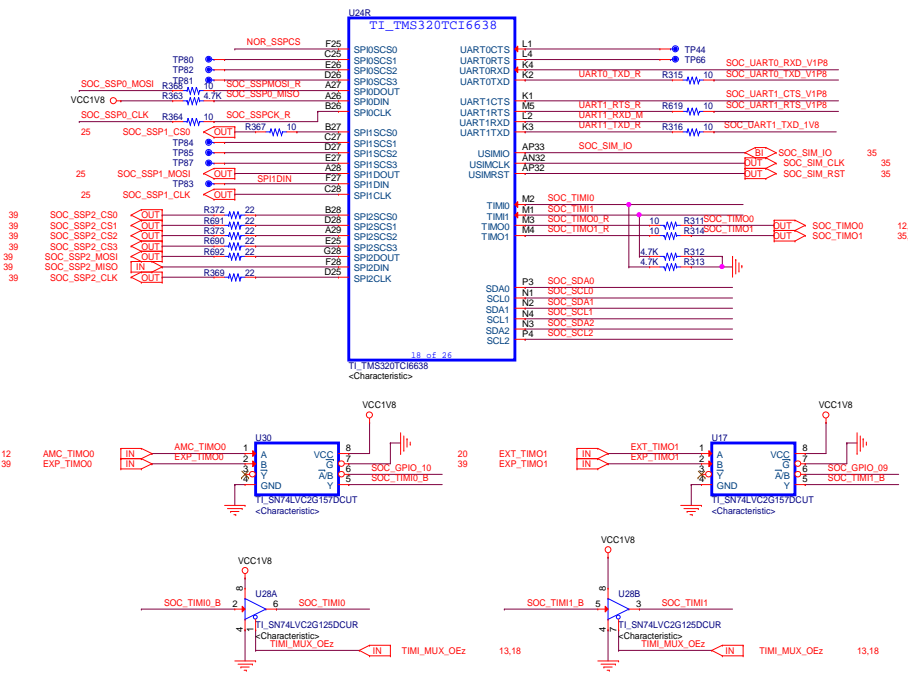 U24R
TI_TMS320TCI6638
NOR_SSPCS F25 SPI0SCS0 UART0CTS L1 TP44
TP80 C25 SPI0SCS1 UART0RTS L4 TP66
TP82 E26 SPI0SCS2 UART0RXD K4 SOC_UART0_RXD_V1P8
TP81 D26 SPI0SCS3 UART0TXD K2 UART0_TXD_R R315 10 SOC_UART0_TXD_V1P8
SOC_SSP0_MOSI R368 10 SOC_SSPMOSI_R A27 SPI0DOUT
VCC1V8 R363 4.7K SOC_SSP0_MISO A26 SPI0DIN UART1CTS K1 SOC_UART1_CTS_V1P8
SOC_SSP0_CLK R364 10 SOC_SSPCK_R B26 SPI0CLK UART1RTS M5 UART1_RTS_R R619 10 SOC_UART1_RTS_V1P8
UART1RXD L2 UART1_RXD_M
25 SOC_SSP1_CS0 OUT R367 10 B27 SPI1SCS0 UART1TXD K3 UART1_TXD_R R316 10 SOC_UART1_TXD_1V8
TP84 C27 SPI1SCS1
TP85 D27 SPI1SCS2 USIMIO AP33 SOC_SIM_IO BI SOC_SIM_IO 35
TP87 E27 SPI1SCS3 USIMCLK AN32 OUT SOC_SIM_CLK 35
25 SOC_SSP1_MOSI OUT A28 SPI1DOUT USIMRST AP32 OUT SOC_SIM_RST 35
TP83 SPI1DIN F27 SPI1DIN
25 SOC_SSP1_CLK OUT C28 SPI1CLK
TIMI0 M2 SOC_TIMI0
39 SOC_SSP2_CS0 OUT R372 22 B28 SPI2SCS0 TIMI1 M1 SOC_TIMI1
39 SOC_SSP2_CS1 OUT R691 22 D28 SPI2SCS1 TIMO0 M3 SOC_TIMO0_R 10 R311 SOC_TIMO0 OUT SOC_TIMO0 12
39 SOC_SSP2_CS2 OUT R373 22 A29 SPI2SCS2 TIMO1 M4 SOC_TIMO1_R 10 R314 SOC_TIMO1 OUT SOC_TIMO1 35
39 SOC_SSP2_CS3 OUT R690 22 E25 SPI2SCS3
39 SOC_SSP2_MOSI OUT R692 22 G28 SPI2DOUT 4.7K R312
39 SOC_SSP2_MISO IN F28 SPI2DIN 4.7K R313
39 SOC_SSP2_CLK OUT R369 22 D25 SPI2CLK
SDA0 P3 SOC_SDA0
SCL0 N1 SOC_SCL0
SDA1 N2 SOC_SDA1
SCL1 N4 SOC_SCL1
SDA2 N3 SOC_SDA2
SCL2 P4 SOC_SCL2
18 of 26
TI_TMS320TCI6638
<Characteristic>
VCC1V8 VCC1V8
U30 U17
12 AMC_TIMO0 IN AMC_TIMO0 1 A VCC 8 20 EXT_TIMO1 IN EXT_TIMO1 1 A VCC 8
39 EXP_TIMO0 IN EXP_TIMO0 2 B G 7 39 EXP_TIMO1 IN EXP_TIMO1 2 B G 7
3 Y A/B 6 SOC_GPIO_10 3 Y A/B 6 SOC_GPIO_09
4 GND Y 5 SOC_TIMI0_B 4 GND Y 5 SOC_TIMI1_B
TI_SN74LVC2G157DCUT TI_SN74LVC2G157DCUT
<Characteristic> <Characteristic>
VCC1V8 VCC1V8
8 U28A 8 U28B
SOC_TIMI0_B 2 6 SOC_TIMI0 SOC_TIMI1_B 5 3 SOC_TIMI1
4 1 TI_SN74LVC2G125DCUR 4 7 TI_SN74LVC2G125DCUR
<Characteristic> <Characteristic>
TIMI_MUX_OEz IN TIMI_MUX_OEz 13,18 TIMI_MUX_OEz IN TIMI_MUX_OEz 13,18